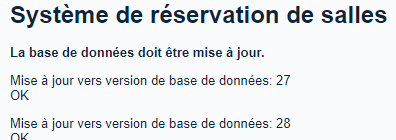 Système de réservation de salles
La base de données doit être mise à jour.
Mise à jour vers version de base de données: 27
OK
Mise à jour vers version de base de données: 28
OK